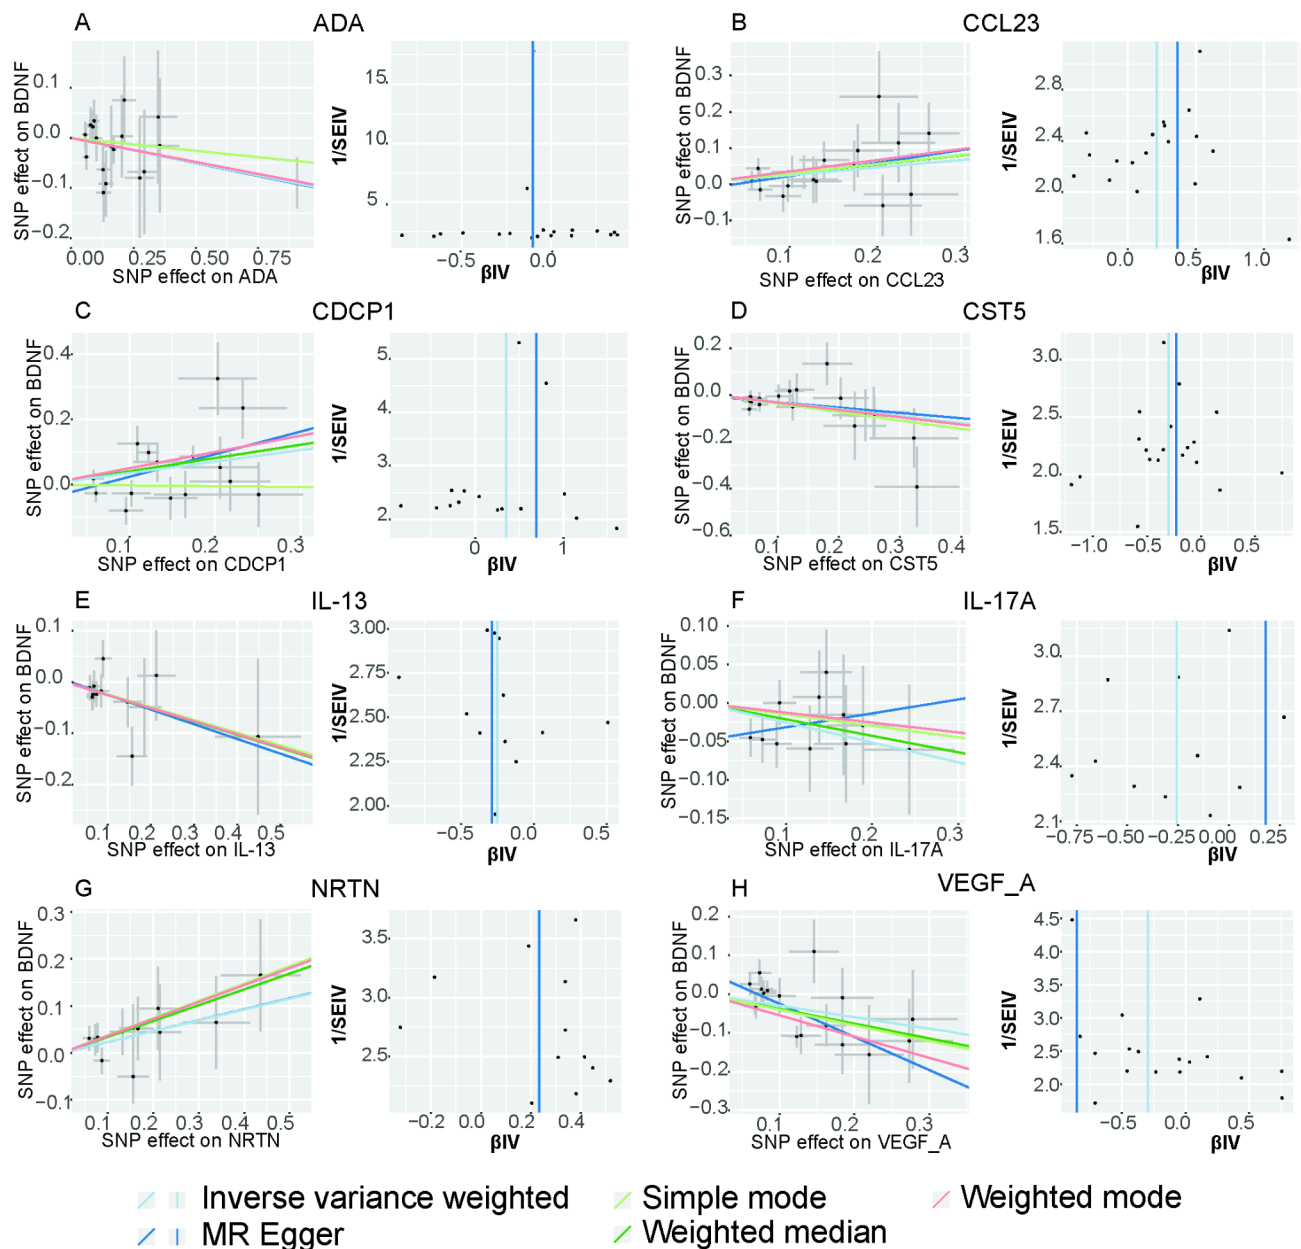 A ADA
SNP effect on BDNF
0.1
0.0
−0.1
−0.2
0.00 0.25 0.50 0.75
SNP effect on ADA
1/SEIV
15
10
5
−0.5 0.0
βIV
B CCL23
SNP effect on BDNF
0.3
0.2
0.1
0.0
−0.1
0.1 0.2 0.3
SNP effect on CCL23
1/SEIV
2.8
2.4
2.0
1.6
0.0 0.5 1.0
βIV
C CDCP1
SNP effect on BDNF
0.4
0.2
0.0
0.1 0.2 0.3
SNP effect on CDCP1
1/SEIV
5.
4.
3.
2.
0 1
βIV
D CST5
SNP effect on BDNF
0.2
−0.0
−0.2
−0.4
−0.6
0.1 0.2 0.3 0.4
SNP effect on CST5
1/SEIV
3.0
2.5
2.0
1.5
−1.0 −0.5 0.0 0.5
βIV
E IL-13
SNP effect on BDNF
0.1
0.0
−0.1
−0.2
0.1 0.2 0.3 0.4 0.5
SNP effect on IL-13
1/SEIV
3.00
2.75
2.50
2.25
2.00
−0.5 0.0 0.5
βIV
F IL-17A
SNP effect on BDNF
0.10
0.05
0.00
−0.05
−0.10
−0.15
0.1 0.2 0.3
SNP effect on IL-17A
1/SEIV
3.0
2.7
2.4
2.1
−0.75 −0.50 −0.25 0.00 0.25
βIV
G NRTN
SNP effect on BDNF
0.3
0.2
0.1
0.0
−0.1
0.1 0.2 0.3 0.4 0.5
SNP effect on NRTN
1/SEIV
3.5
3.0
2.5
−0.2 0.0 0.2 0.4
βIV
H VEGF_A
SNP effect on BDNF
0.2
0.1
0.0
−0.1
−0.2
−0.3
0.1 0.2 0.3
SNP effect on VEGF_A
1/SEIV
4.5
4.0
3.5
3.0
2.5
2.0
−0.5 0.0 0.5
βIV
Inverse variance weighted Simple mode Weighted mode
MR Egger Weighted median